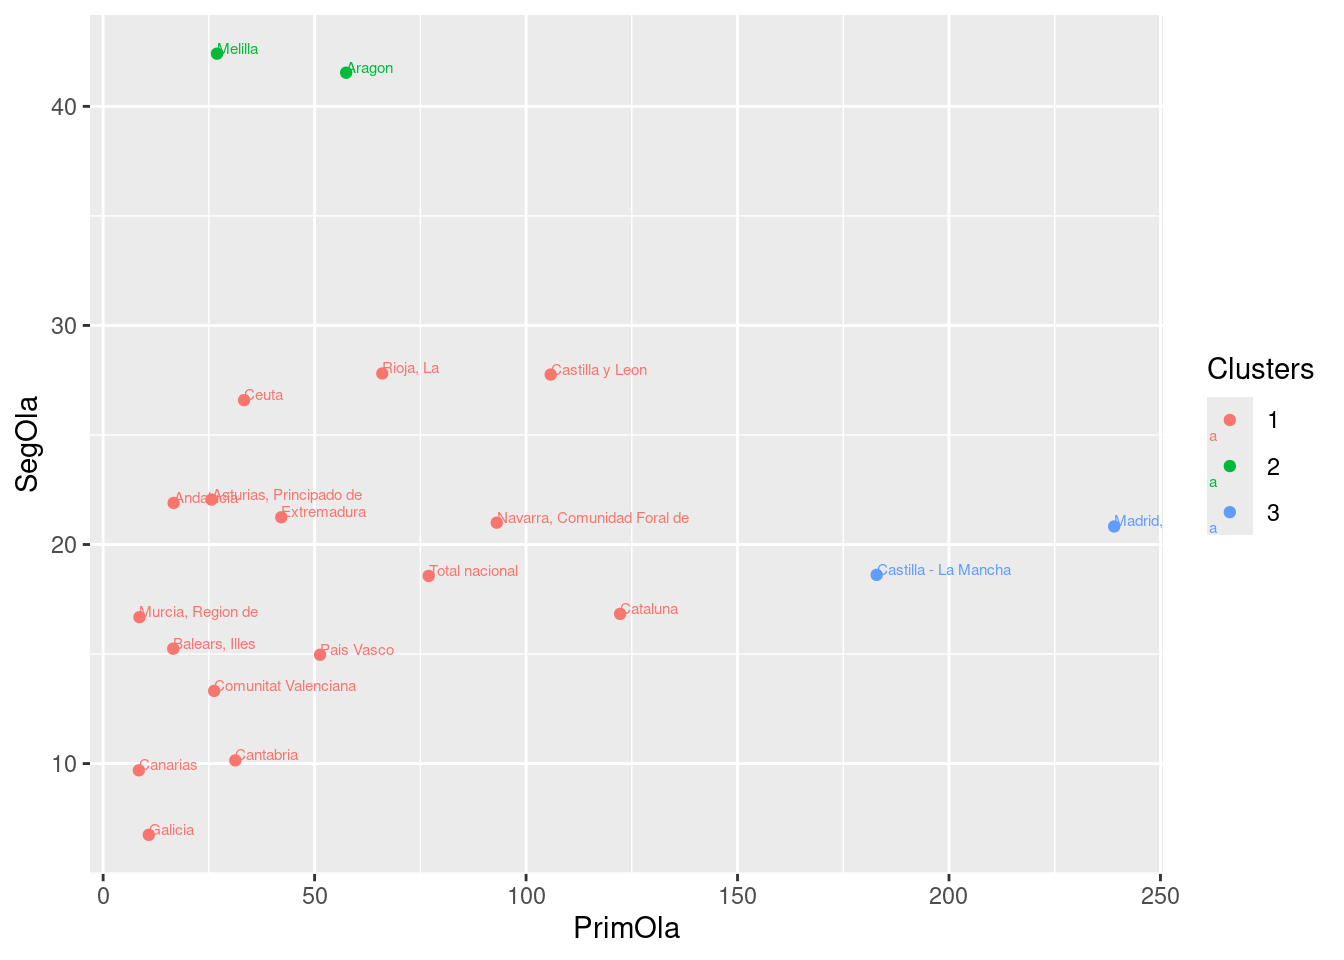 Melilla
Aragon
40
30
Rioja, La
Castilla y Leon
Ceuta
SegOla
Andalucia
Asturias, Principado de
Extremadura
Navarra, Comunidad Foral de
Madrid,
20
Total nacional
Castilla - La Mancha
Murcia, Region de
Cataluna
Balears, Illes
Pais Vasco
Comunitat Valenciana
Cantabria
Canarias
10
Galicia
0 50 100 150 200 250
PrimOla
Clusters
a 1
a 2
a 3